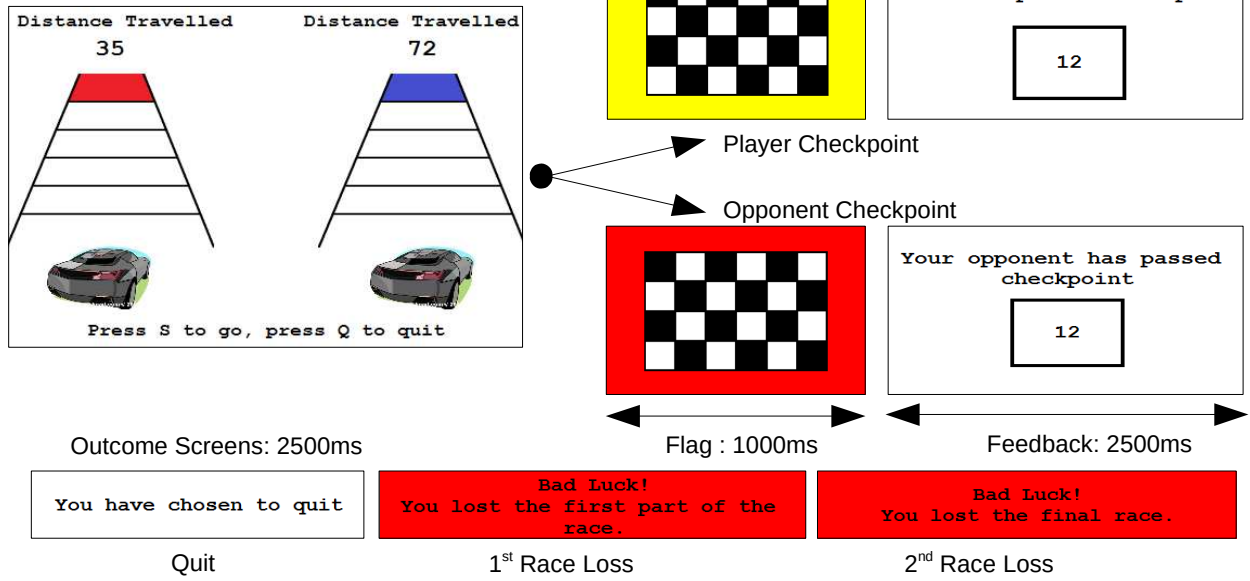 Distance Travelled
Distance Travelled
35
72
Press S to go, press Q to quit
12
Player Checkpoint
Opponent Checkpoint
Your opponent has passed
checkpoint
12
Outcome Screens: 2500ms
Flag : 1000ms
Feedback: 2500ms
You have chosen to quit
Bad Luck!
You lost the first part of the
race.
Bad Luck!
You lost the final race.
Quit
1st Race Loss
2nd Race Loss